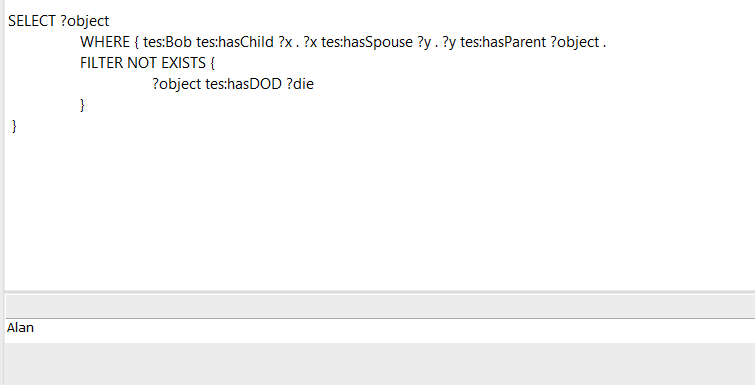 SELECT ?object
WHERE { tes:Bob tes:hasChild ?x . ?x tes:hasSpouse ?y . ?y tes:hasParent ?object .
FILTER NOT EXISTS {
?object tes:hasDOD ?die
}
}
Alan